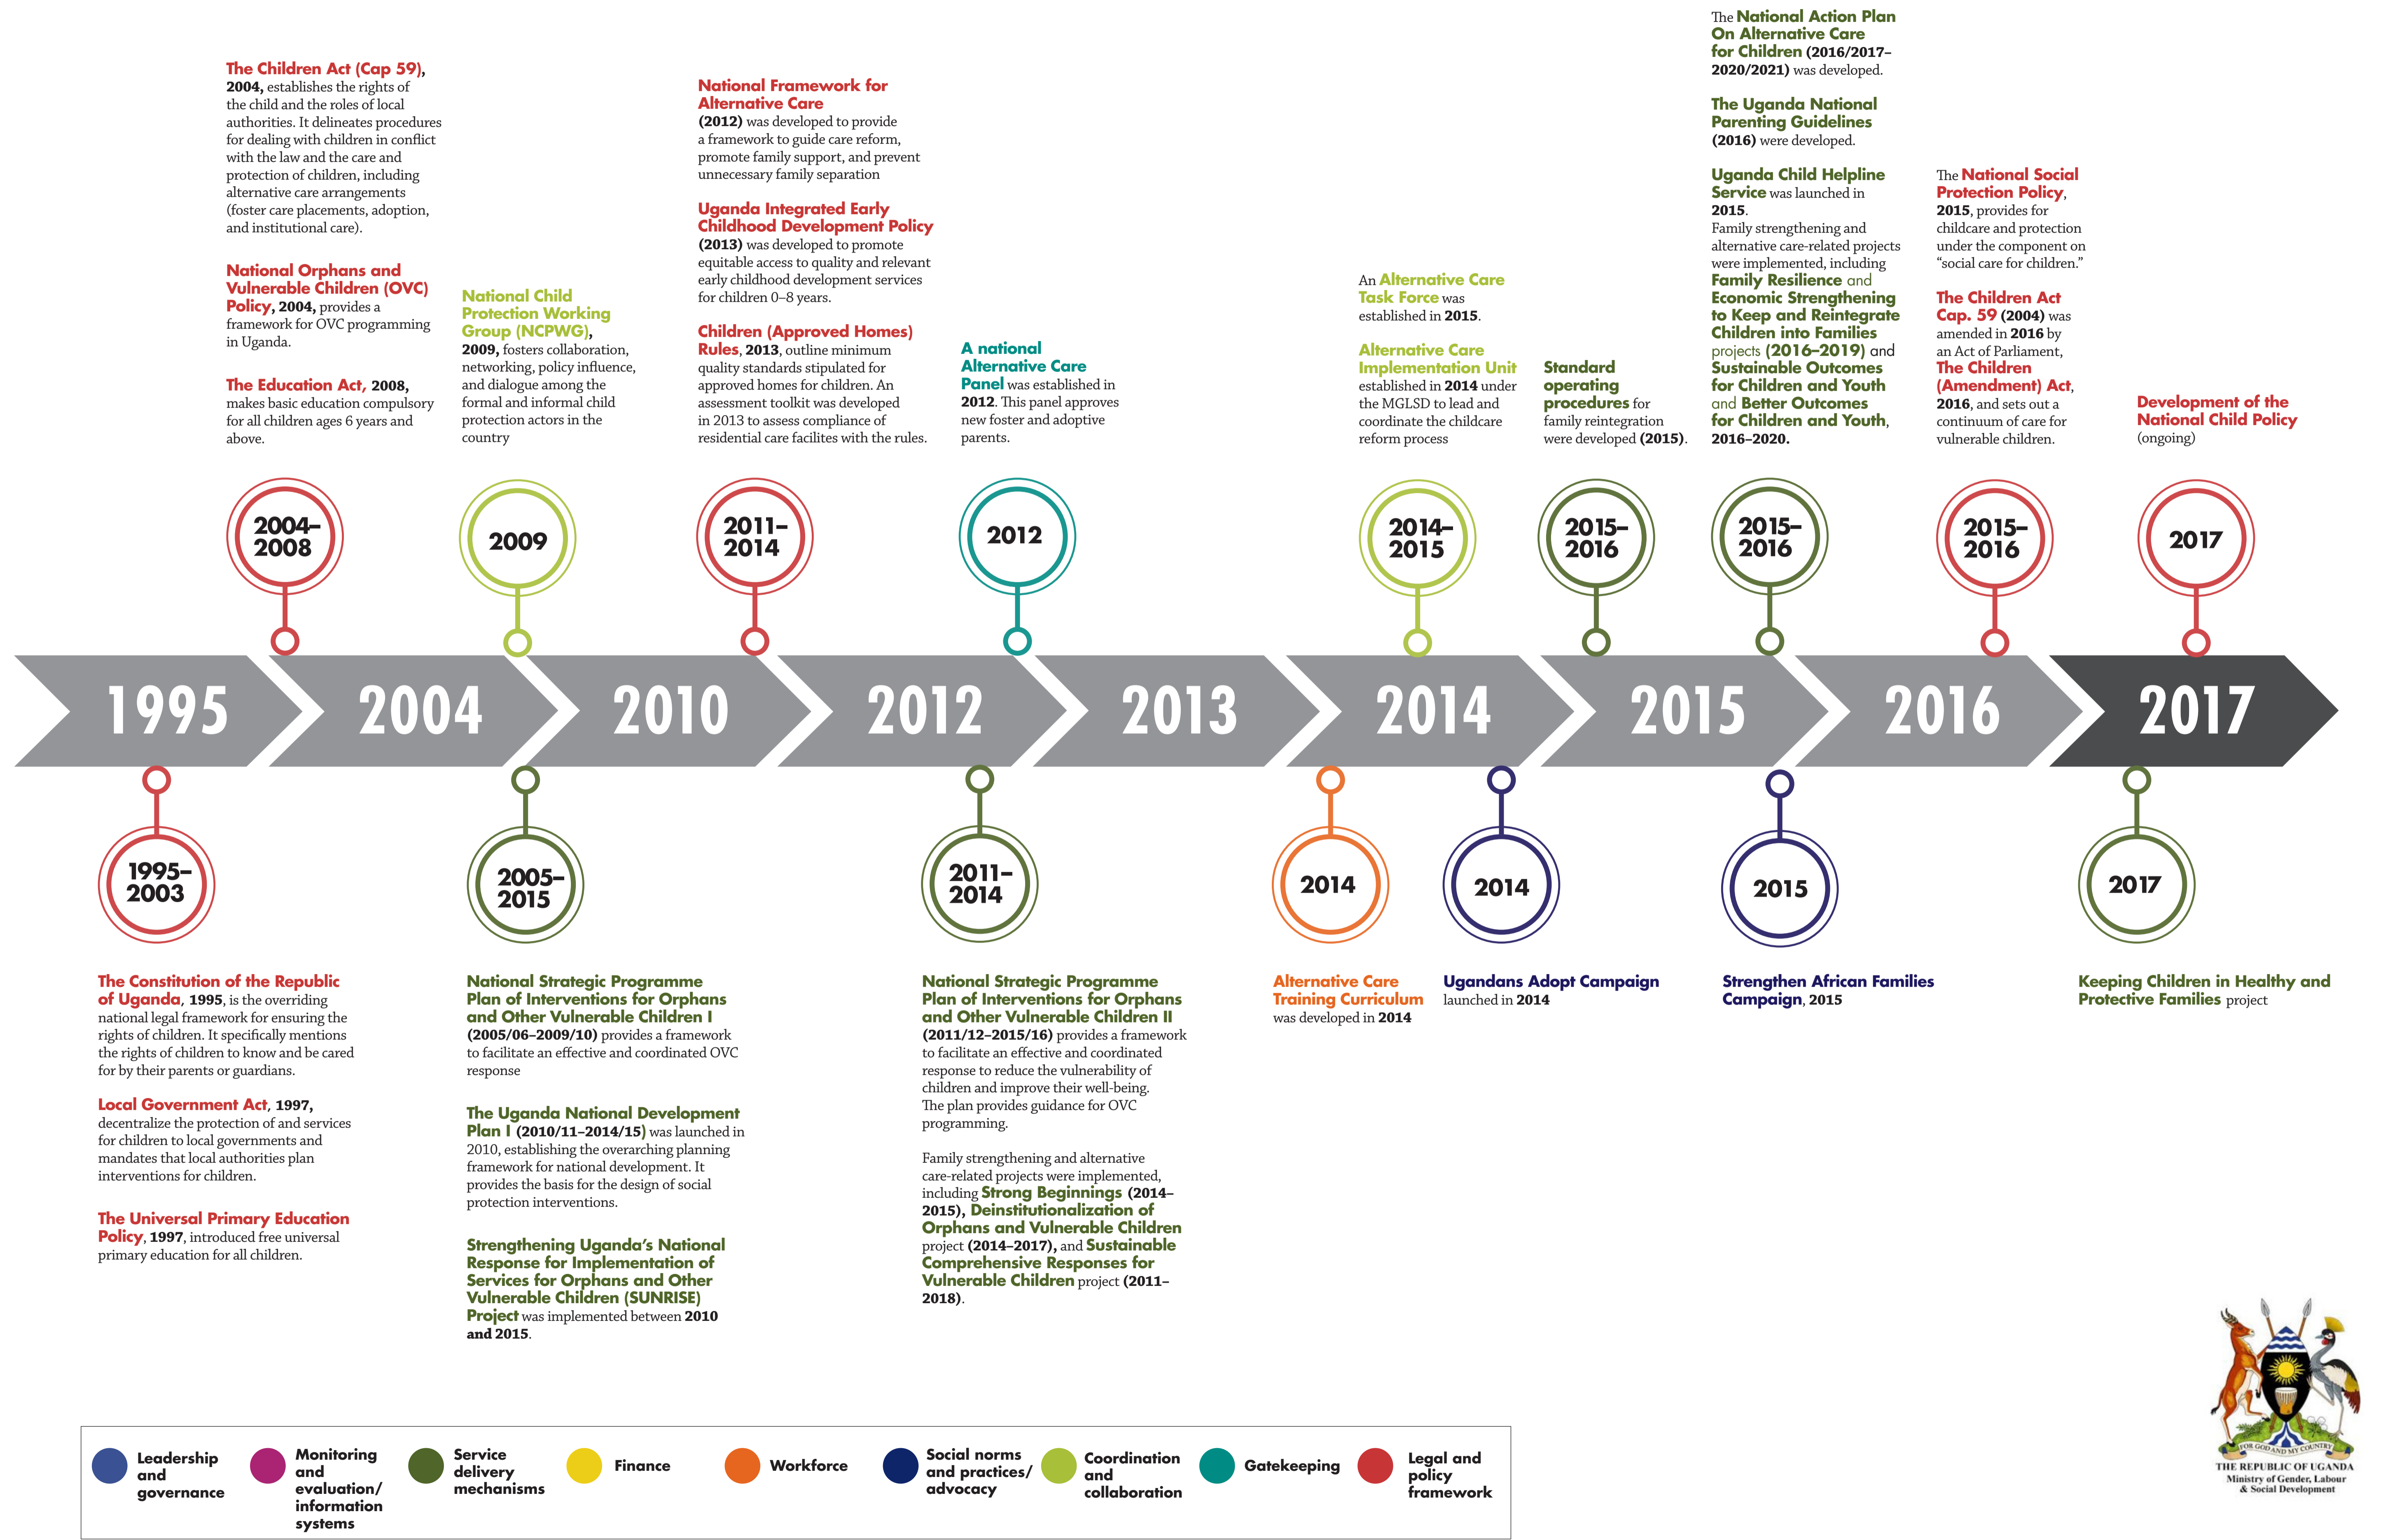 The Children Act (Cap 59),
2004, establishes the rights of
the child and the roles of local
authorities. It delineates procedures
for dealing with children in conflict
with the law and the care and
protection of children, including
alternative care arrangements
(foster care placements, adoption,
and institutional care).
National Orphans and
Vulnerable Children (OVC)
Policy, 2004, provides a
framework for OVC programming
in Uganda.
The Education Act, 2008,
makes basic education compulsory
for all children ages 6 years and
above.
National Child
Protection Working
Group (NCPWG),
2009, fosters collaboration,
networking, policy influence,
and dialogue among the
formal and informal child
protection actors in the
country
National Framework for
Alternative Care
(2012) was developed to provide
a framework to guide care reform,
promote family support, and prevent
unnecessary family separation
Uganda Integrated Early
Childhood Development Policy
(2013) was developed to promote
equitable access to quality and relevant
early childhood development services
for children 0–8 years.
Children (Approved Homes)
Rules, 2013, outline minimum
quality standards stipulated for
approved homes for children. An
assessment toolkit was developed
in 2013 to assess compliance of
residential care facilites with the rules.
A national
Alternative Care
Panel was established in
2012. This panel approves
new foster and adoptive
parents.
An Alternative Care
Task Force was
established in 2015.
Alternative Care
Implementation Unit
established in 2014 under
the MGLSD to lead and
coordinate the childcare
reform process
Standard
operating
procedures for
family reintegration
were developed (2015).
The National Action Plan
On Alternative Care
for Children (2016/2017–
2020/2021) was developed.
The Uganda National
Parenting Guidelines
(2016) were developed.
Uganda Child Helpline
Service was launched in
2015.
Family strengthening and
alternative care-related projects
were implemented, including
Family Resilience and
Economic Strengthening
to Keep and Reintegrate
Children into Families
projects (2016–2019) and
Sustainable Outcomes
for Children and Youth
and Better Outcomes
for Children and Youth,
2016–2020.
The National Social
Protection Policy,
2015, provides for
childcare and protection
under the component on
“social care for children.”
The Children Act
Cap. 59 (2004) was
amended in 2016 by
an Act of Parliament,
The Children
(Amendment) Act,
2016, and sets out a
continuum of care for
vulnerable children.
Development of the
National Child Policy
(ongoing)
2004–
2008
2009
2011–
2014
2012
2014–
2015
2015–
2016
2015–
2016
2015–
2016
2017
1995
2004
2010
2012
2013
2014
2015
2016
2017
1995–
2003
2005–
2015
2011–
2014
2014
2014
2015
2017
The Constitution of the Republic
of Uganda, 1995, is the overriding
national legal framework for ensuring the
rights of children. It specifically mentions
the rights of children to know and be cared
for by their parents or guardians.
Local Government Act, 1997,
decentralize the protection of and services
for children to local governments and
mandates that local authorities plan
interventions for children.
The Universal Primary Education
Policy, 1997, introduced free universal
primary education for all children.
National Strategic Programme
Plan of Interventions for Orphans
and Other Vulnerable Children I
(2005/06–2009/10) provides a framework
to facilitate an effective and coordinated OVC
response
The Uganda National Development
Plan I (2010/11–2014/15) was launched in
2010, establishing the overarching planning
framework for national development. It
provides the basis for the design of social
protection interventions.
Strengthening Uganda’s National
Response for Implementation of
Services for Orphans and Other
Vulnerable Children (SUNRISE)
Project was implemented between 2010
and 2015.
National Strategic Programme
Plan of Interventions for Orphans
and Other Vulnerable Children II
(2011/12–2015/16) provides a framework
to facilitate an effective and coordinated
response to reduce the vulnerability of
children and improve their well-being.
The plan provides guidance for OVC
programming.
Family strengthening and alternative
care-related projects were implemented,
including Strong Beginnings (2014–
2015), Deinstitutionalization of
Orphans and Vulnerable Children
project (2014–2017), and Sustainable
Comprehensive Responses for
Vulnerable Children project (2011–
2018).
Alternative Care
Training Curriculum
was developed in 2014
Ugandans Adopt Campaign
launched in 2014
Strengthen African Families
Campaign, 2015
Keeping Children in Healthy and
Protective Families project
Leadership
and
governance
Monitoring
and
evaluation/
information
systems
Service
delivery
mechanisms
Finance
Workforce
Social norms
and practices/
advocacy
Coordination
and
collaboration
Gatekeeping
Legal and
policy
framework
FOR GOD AND MY COUNTRY
THE REPUBLIC OF UGANDA
Ministry of Gender, Labour
& Social Development